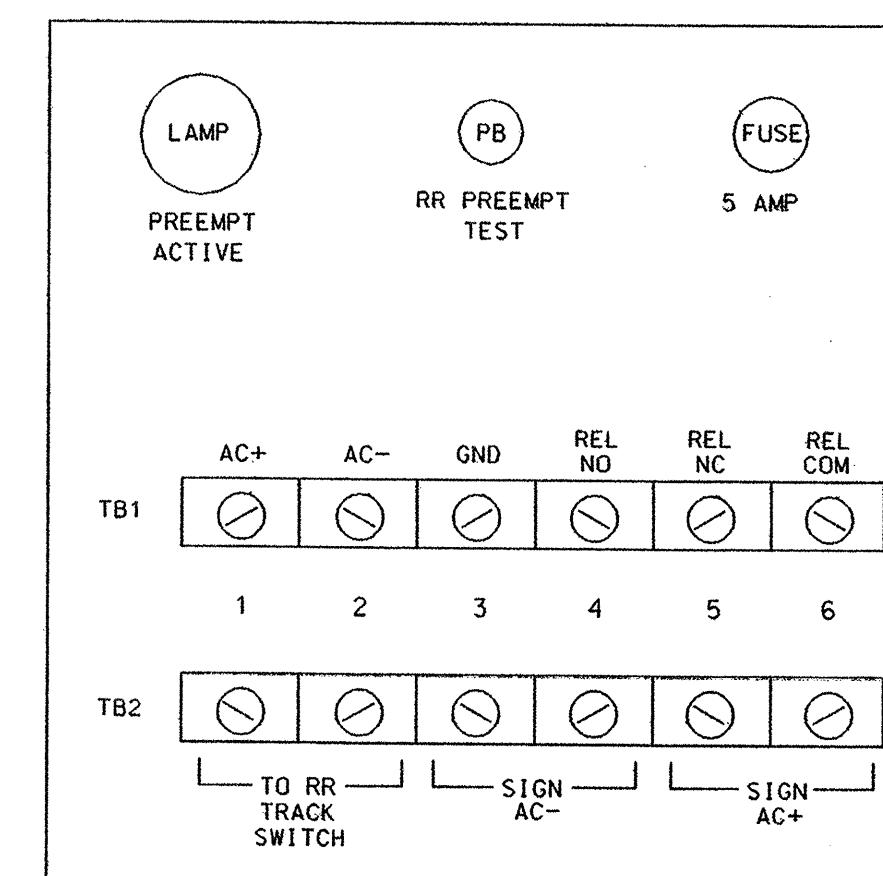 LAMP PB FUSE
PREEMPT
ACTIVE
RR PREEMPT
TEST
5 AMP
AC+ AC- GND REL
NO REL
NC REL
COM
TB1
1 2 3 4 5 6
TB2
TO RR
TRACK
SWITCH
SIGN
AC-
SIGN
AC+